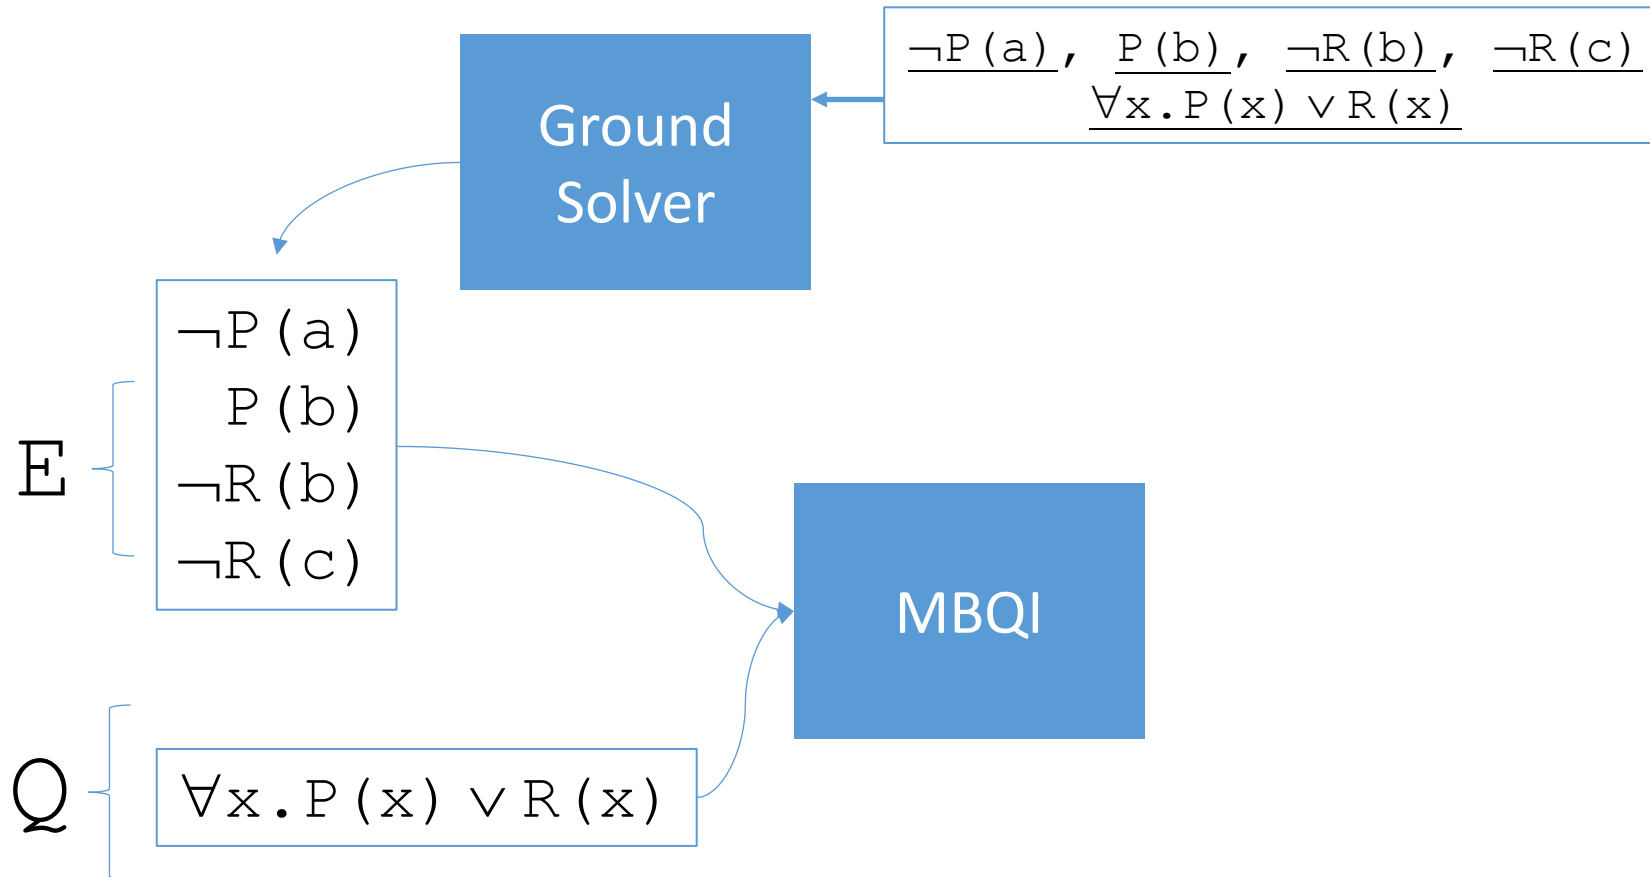 ¬P(a), P(b), ¬R(b), ¬R(c)
∀x.P(x) ∨ R(x)
Ground
Solver
¬P(a)
P(b)
E
¬R(b)
¬R(c)
MBQI
Q
∀x.P(x) ∨ R(x)